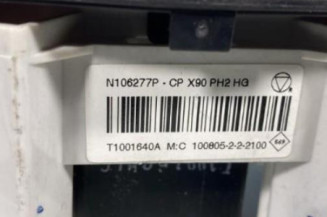 N106277P - CP X90 PH2 HG
T1001640A M:C 100805-2-2-2100